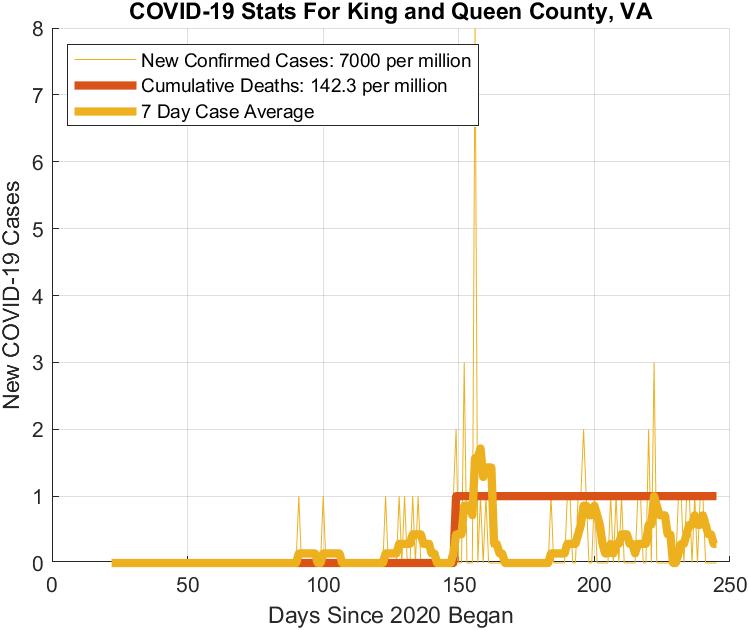 COVID-19 Stats For King and Queen County, VA
New Confirmed Cases: 7000 per million
Cumulative Deaths: 142.3 per million
7 Day Case Average
New COVID-19 Cases
8
7
6
5
4
3
2
1
0
0 50 100 150 200 250
Days Since 2020 Began